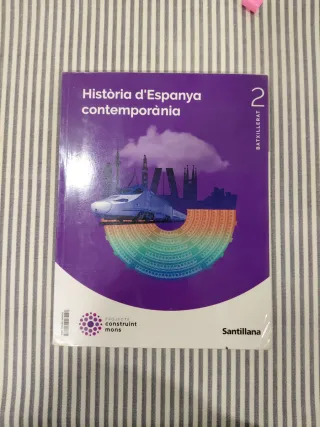 Història d'Espanya
contemporània
2
BATXILLERAT
construint
mons
Santillana